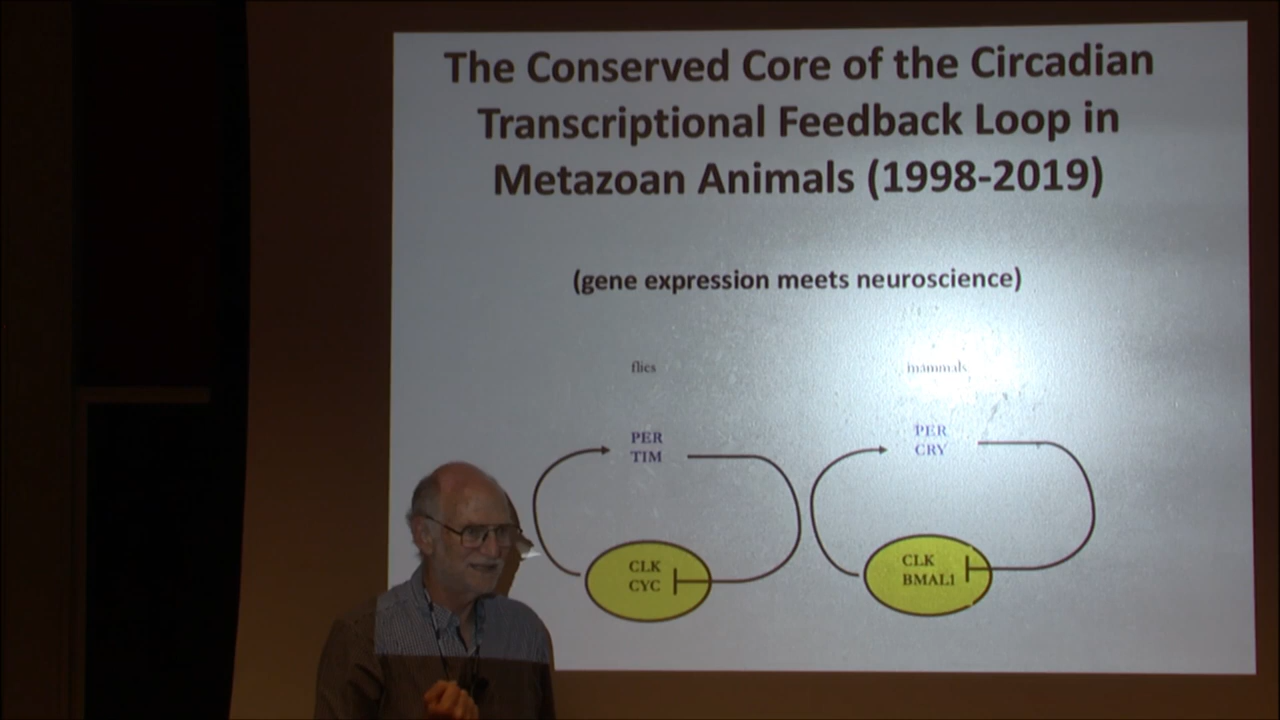 The Conserved Core of the Circadian
Transcriptional Feedback Loop in
Metazoan Animals (1998-2019)
(gene expression meets neuroscience)
flies
mammals
PER
TIM
PER
CRY
CLK
CYC
CLK
BMAL1